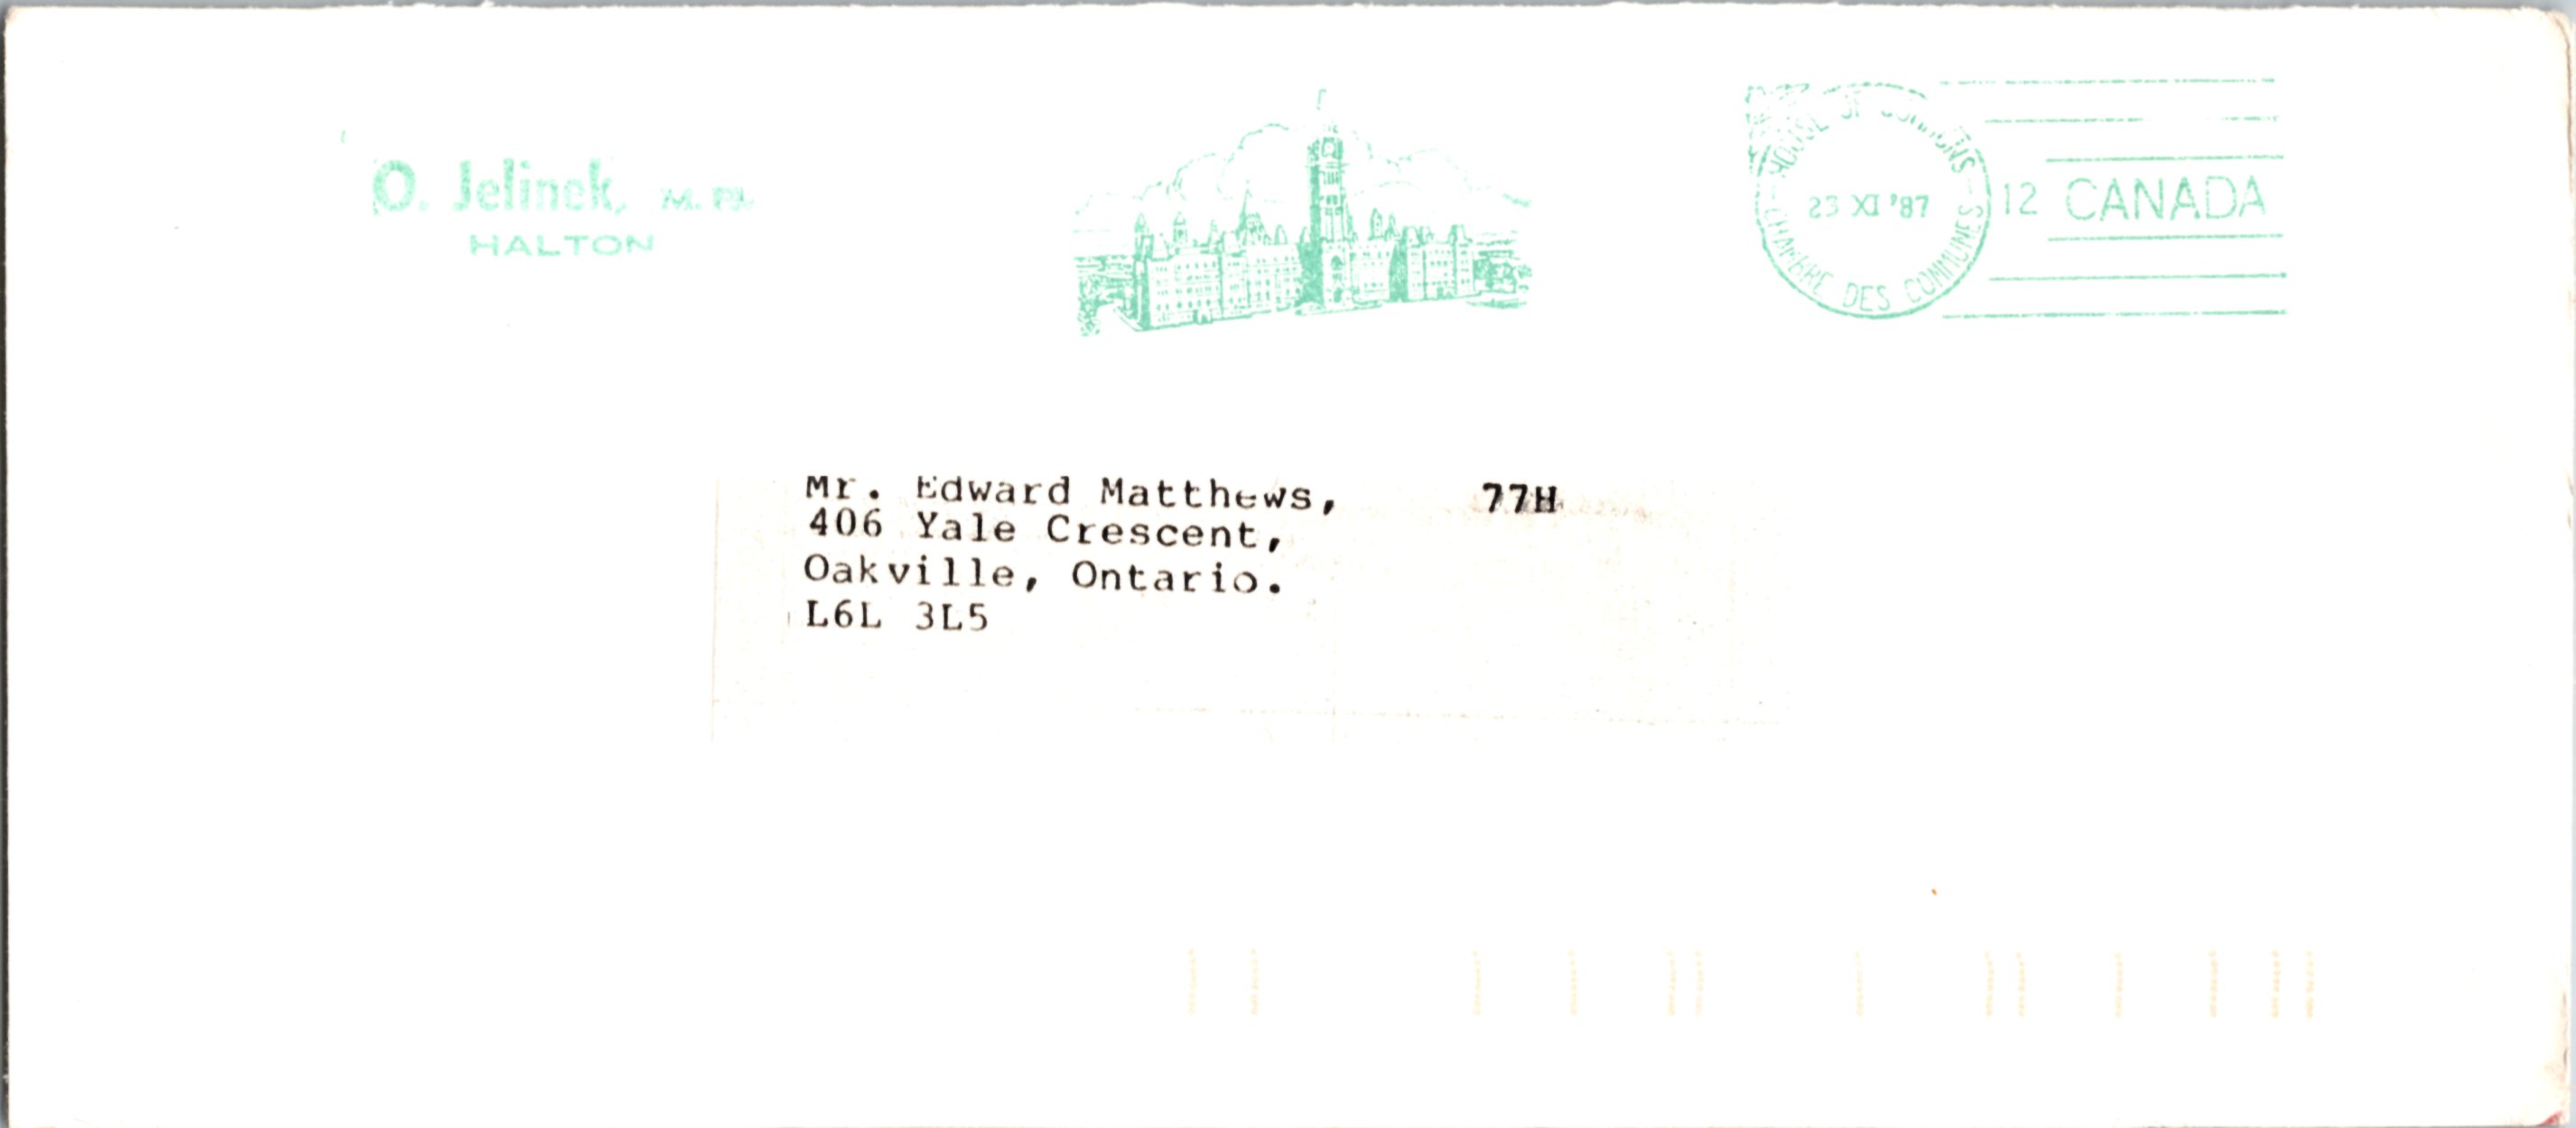 O. Jelinek, M.P.
HALTON
HOUSE OF COMMONS
23 XI '87
CHAMBRE DES COMMUNES
12 CANADA
Mr. Edward Matthews, 77H
406 Yale Crescent,
Oakville, Ontario.
L6L 3L5